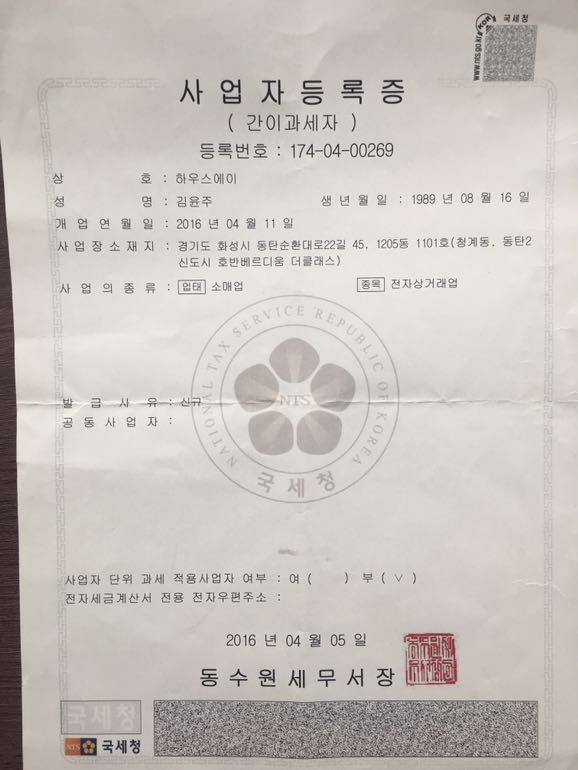 국세청
www.nts.go.kr
사업자등록증
( 간이과세자 )
등록번호 : 174-04-00269
상 호 : 하우스에이
성 명 : 김윤주 생 년 월 일 : 1989 년 08 월 16 일
개 업 연 월 일 : 2016 년 04 월 11 일
사 업 장 소 재 지 : 경기도 화성시 동탄순환대로22길 45, 1205동 1101호(청계동, 동탄2
신도시 호반베르디움 더클래스)
사 업 의 종 류 : 업태 소매업 종목 전자상거래업
NATIONAL TAX SERVICE REPUBLIC OF KOREA
NTS
국세청
발 급 사 유 : 신규
공 동 사 업 자 :
사업자 단위 과세 적용사업자 여부 : 여 ( ) 부 ( ∨ )
전자세금계산서 전용 전자우편주소 :
2016 년 04 월 05 일
동수원세무서장
국세청
NTS 국세청